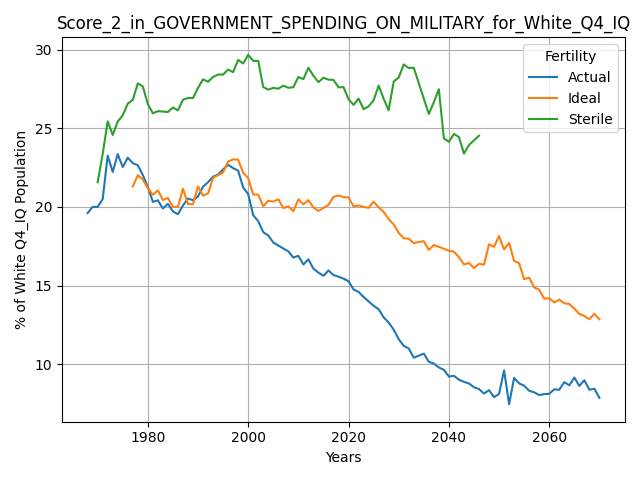 Score_2_in_GOVERNMENT_SPENDING_ON_MILITARY_for_White_Q4_IQ
% of White Q4_IQ Population
30
25
20
15
10
Fertility
Actual
Ideal
Sterile
1980
2000
2020
2040
2060
Years